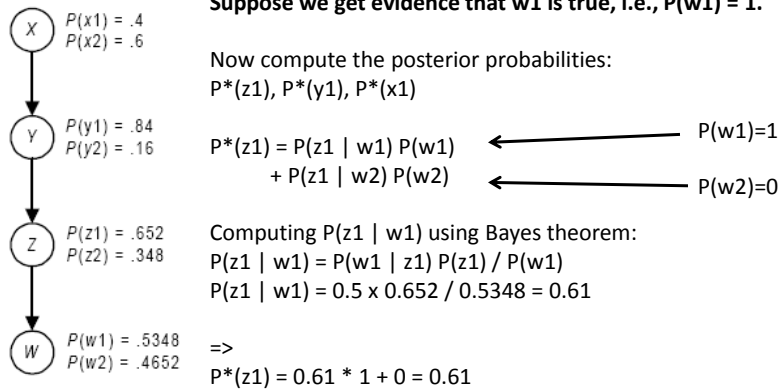 Suppose we get evidence that w1 is true, i.e., P(w1) = 1.
X
P(x1) = .4
P(x2) = .6
Now compute the posterior probabilities:
P*(z1), P*(y1), P*(x1)
Y
P(y1) = .84
P(y2) = .16
P*(z1) = P(z1 | w1) P(w1)
+ P(z1 | w2) P(w2)
P(w1)=1
P(w2)=0
Z
P(z1) = .652
P(z2) = .348
Computing P(z1 | w1) using Bayes theorem:
P(z1 | w1) = P(w1 | z1) P(z1) / P(w1)
P(z1 | w1) = 0.5 x 0.652 / 0.5348 = 0.61
W
P(w1) = .5348
P(w2) = .4652
=>
P*(z1) = 0.61 * 1 + 0 = 0.61